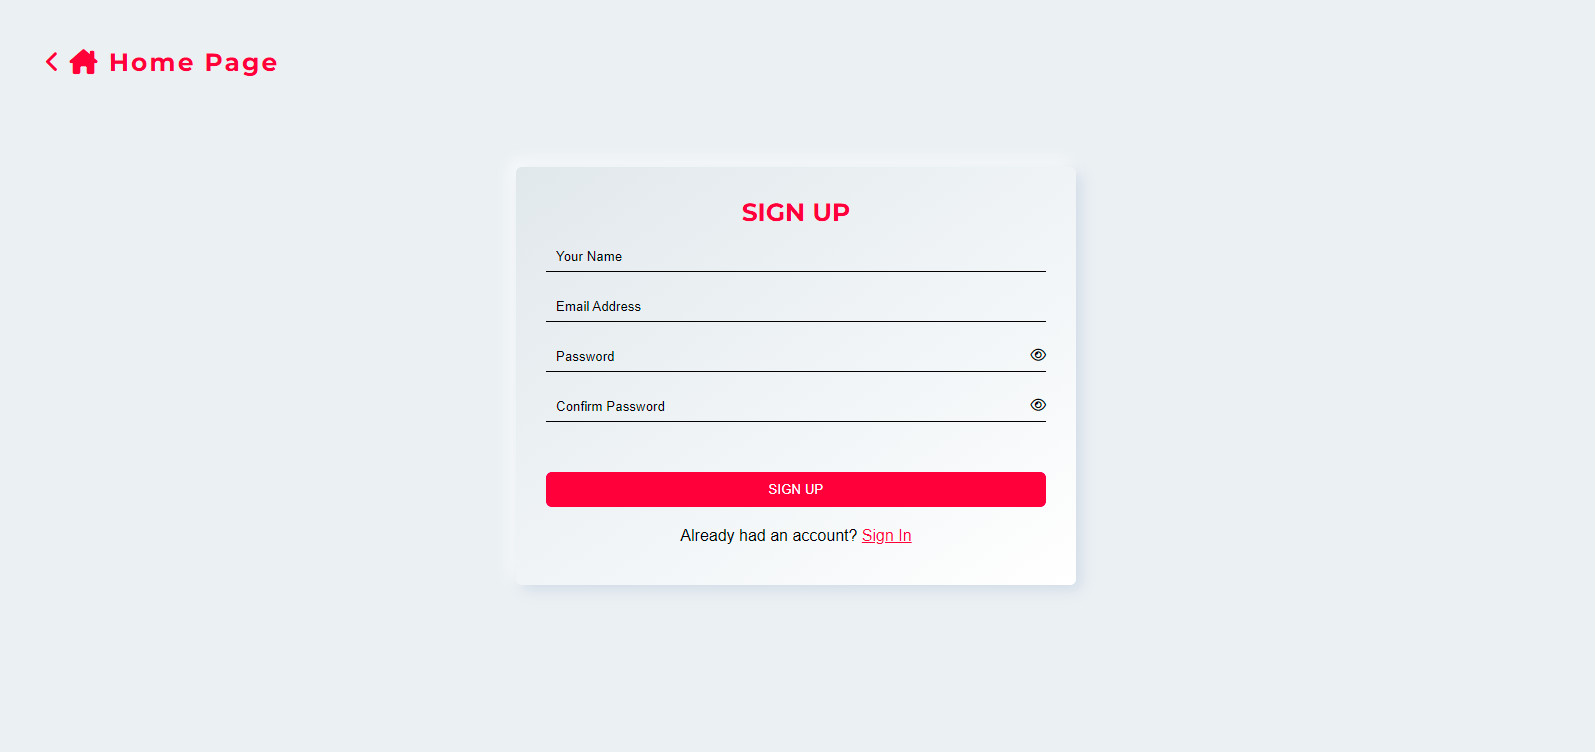 Home Page
SIGN UP
Your Name
Email Address
Password
Confirm Password
SIGN UP
Already had an account? Sign In